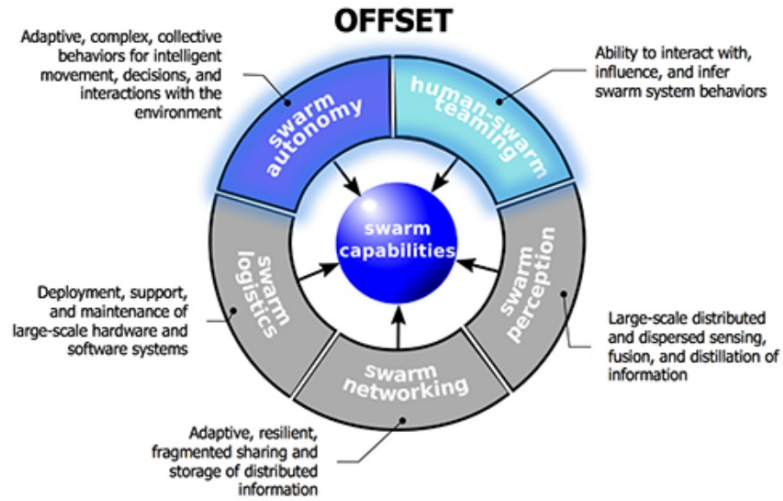 OFFSET
Adaptive, complex, collective
behaviors for intelligent
movement, decisions, and
interactions with the
environment
Ability to interact with,
influence, and infer
swarm system behaviors
swarm
autonomy
human-swarm
teaming
swarm
capabilities
swarm
logistics
swarm
perception
swarm
networking
Deployment, support,
and maintenance of
large-scale hardware and
software systems
Large-scale distributed
and dispersed sensing,
fusion, and distillation of
information
Adaptive, resilient,
fragmented sharing and
storage of distributed
information